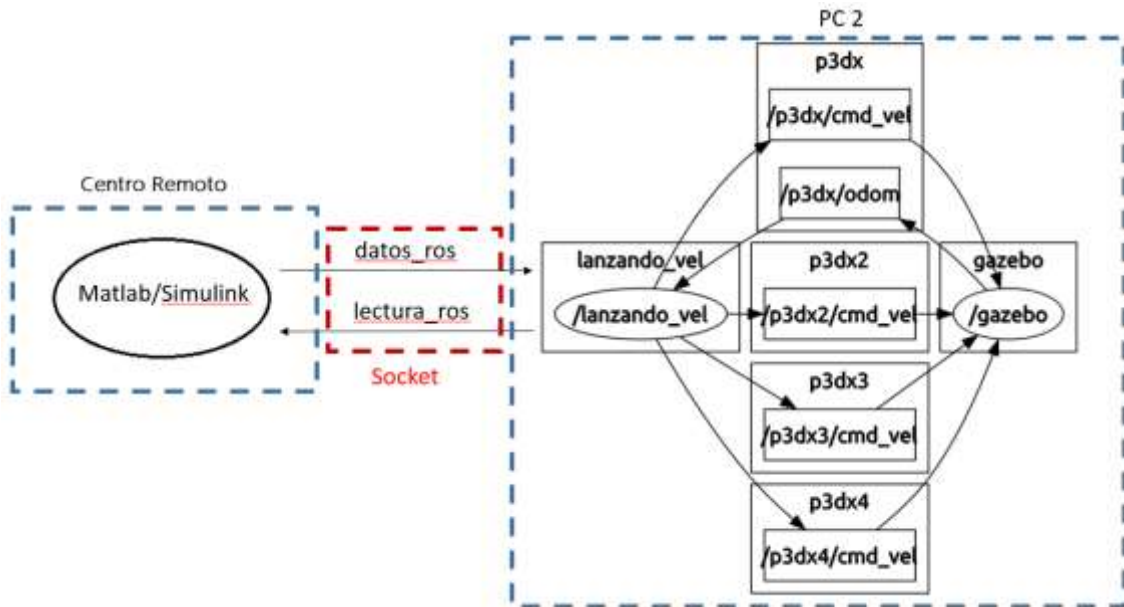 PC 2
p3dx
/p3dx/cmd_vel
/p3dx/odom
Centro Remoto
Matlab/Simulink
datos_ros
lectura_ros
Socket
lanzando_vel
/lanzando_vel
p3dx2
/p3dx2/cmd_vel
gazebo
/gazebo
p3dx3
/p3dx3/cmd_vel
p3dx4
/p3dx4/cmd_vel